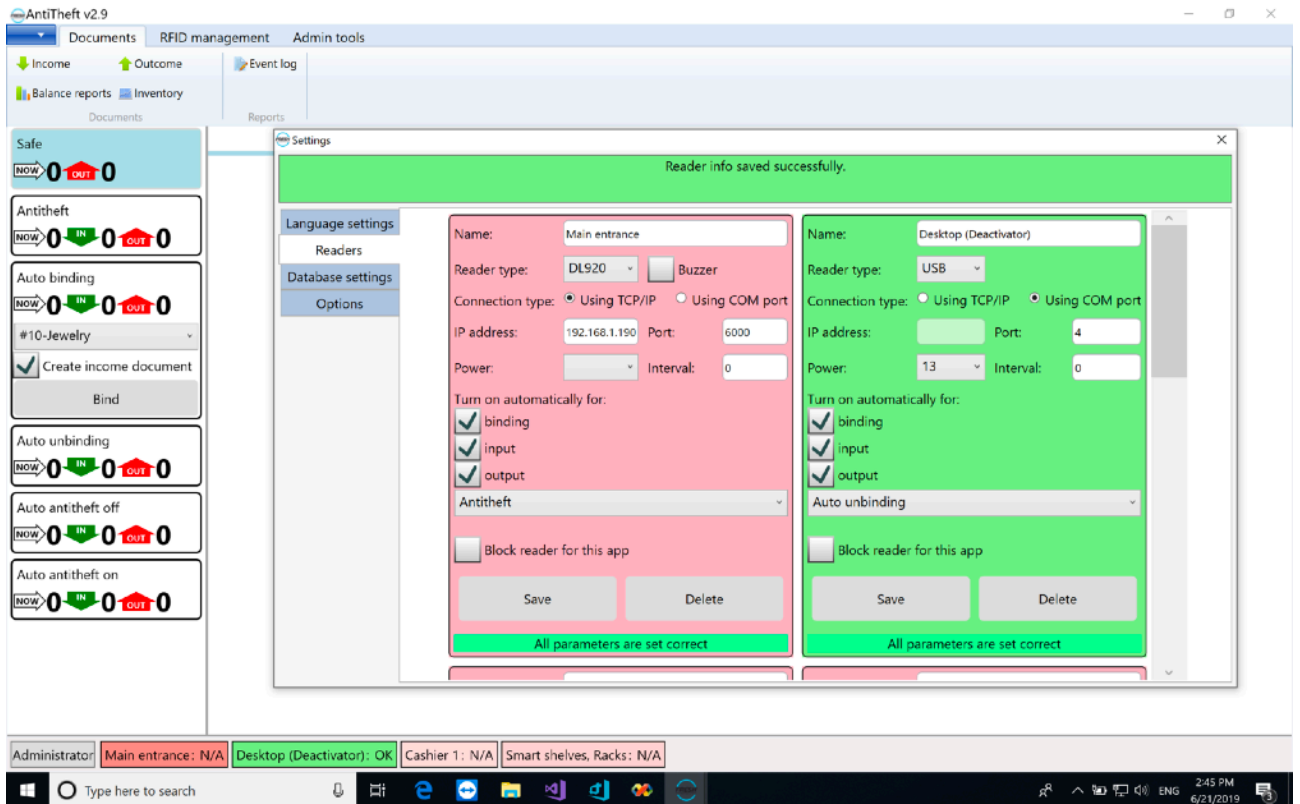 AntiTheft v2.9
Documents RFID management Admin tools
Income Outcome Event log
Balance reports Inventory
Documents Reports
Safe
NOW 0 OUT 0
Antitheft
NOW 0 IN 0 OUT 0
Auto binding
NOW 0 IN 0 OUT 0
#10-Jewelry
Create income document
Bind
Auto unbinding
NOW 0 IN 0 OUT 0
Auto antitheft off
NOW 0 IN 0 OUT 0
Auto antitheft on
NOW 0 IN 0 OUT 0
Settings
Reader info saved successfully.
Language settings
Readers
Database settings
Options
Name: Main entrance
Reader type: DL920 Buzzer
Connection type: Using TCP/IP Using COM port
IP address: 192.168.1.190 Port: 6000
Power: Interval: 0
Turn on automatically for:
binding
input
output
Antitheft
Block reader for this app
Save Delete
All parameters are set correct
Name: Desktop (Deactivator)
Reader type: USB
Connection type: Using TCP/IP Using COM port
IP address: Port: 4
Power: 13 Interval: 0
Turn on automatically for:
binding
input
output
Auto unbinding
Block reader for this app
Save Delete
All parameters are set correct
Administrator Main entrance: N/A Desktop (Deactivator): OK Cashier 1: N/A Smart shelves, Racks: N/A
Type here to search
ENG
2:45 PM
6/21/2019
3